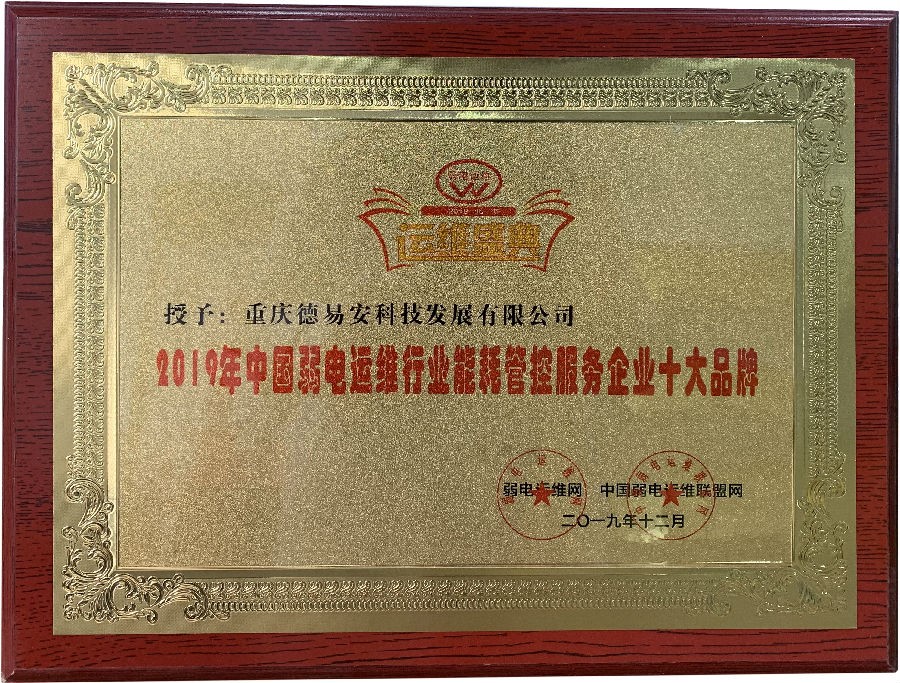 运维盟典
授予：重庆德易安科技发展有限公司
2019年中国弱电运维行业能耗管控服务企业十大品牌
弱电运维网 中国弱电运维联盟网
二〇一九年十二月